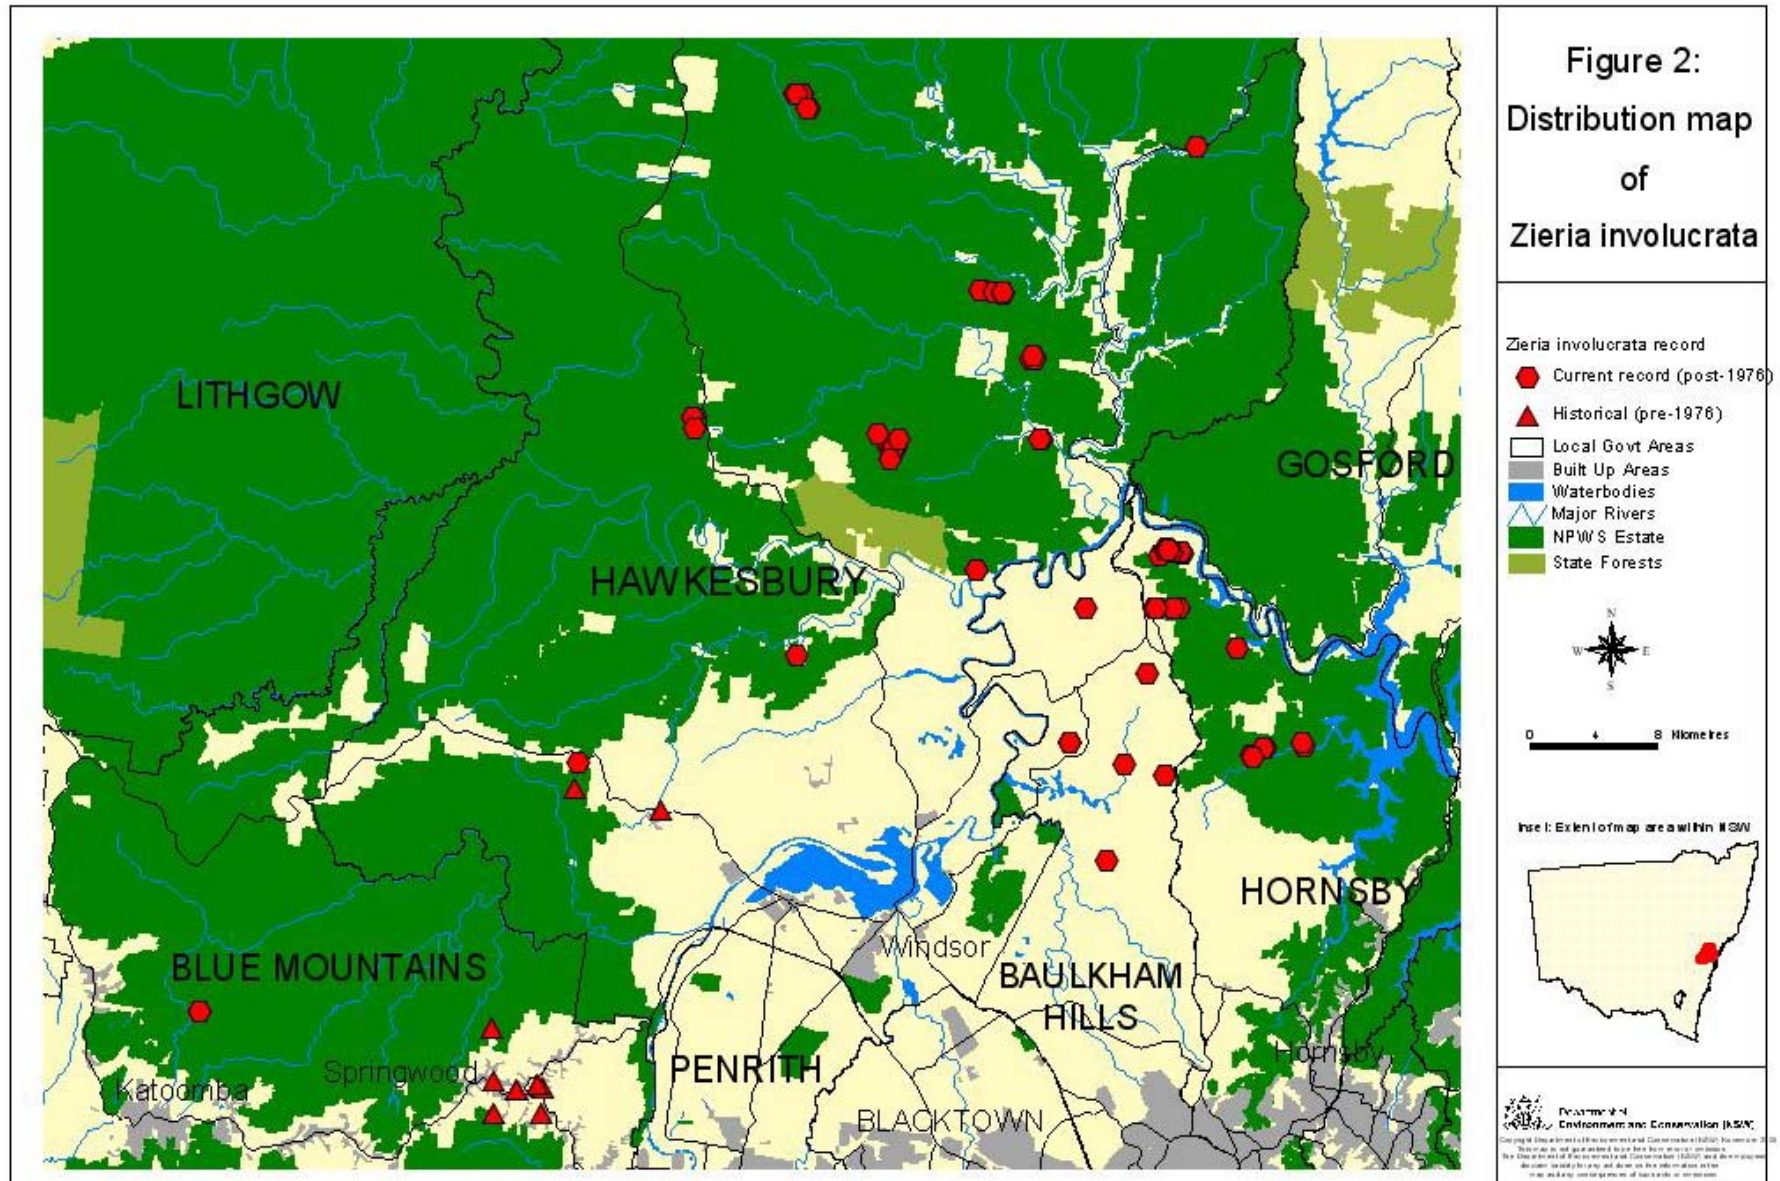 Figure 2:
Distribution map
of
Zieria involucrata
LITHGOW
GOSFORD
HAWKESBURY
HORNSBY
Windsor
BLUE MOUNTAINS
BAULKHAM
HILLS
Springwood
Katoomba
PENRITH
Hornsby
BLACKTOWN
Zieria involucrata record
Current record (post-1976)
Historical (pre-1976)
Local Govt Areas
Built Up Areas
Waterbodies
Major Rivers
NPWS Estate
State Forests
N
W E
S
0 4 8 Kilometres
Inset: Extent of map area within NSW
Department of
Environment and Conservation (NSW)